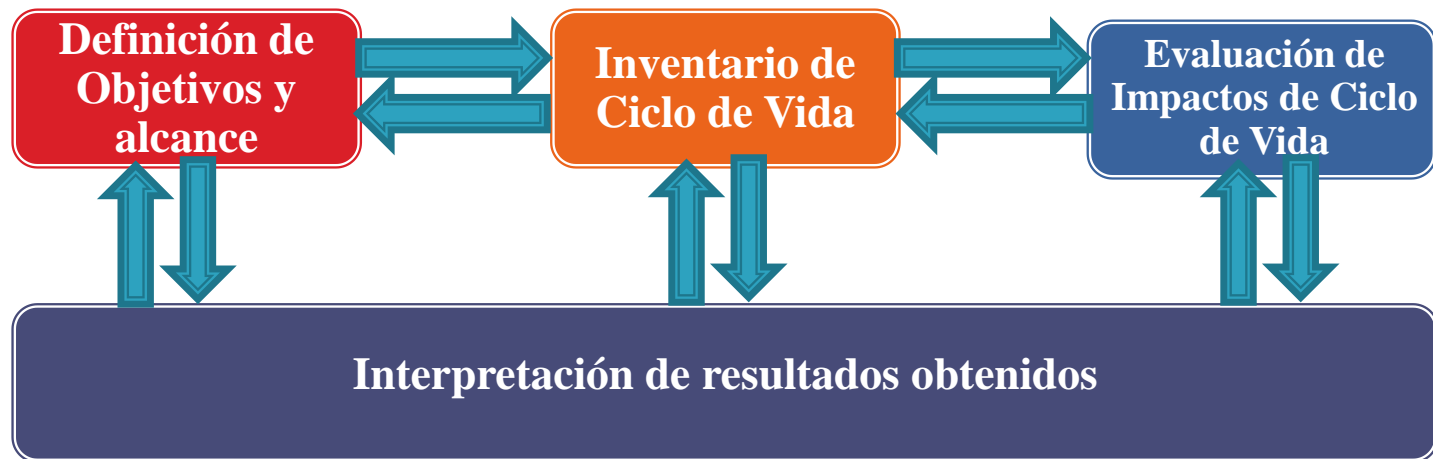 Definición de
Objetivos y
alcance
Inventario de
Ciclo de Vida
Evaluación de
Impactos de Ciclo
de Vida
Interpretación de resultados obtenidos